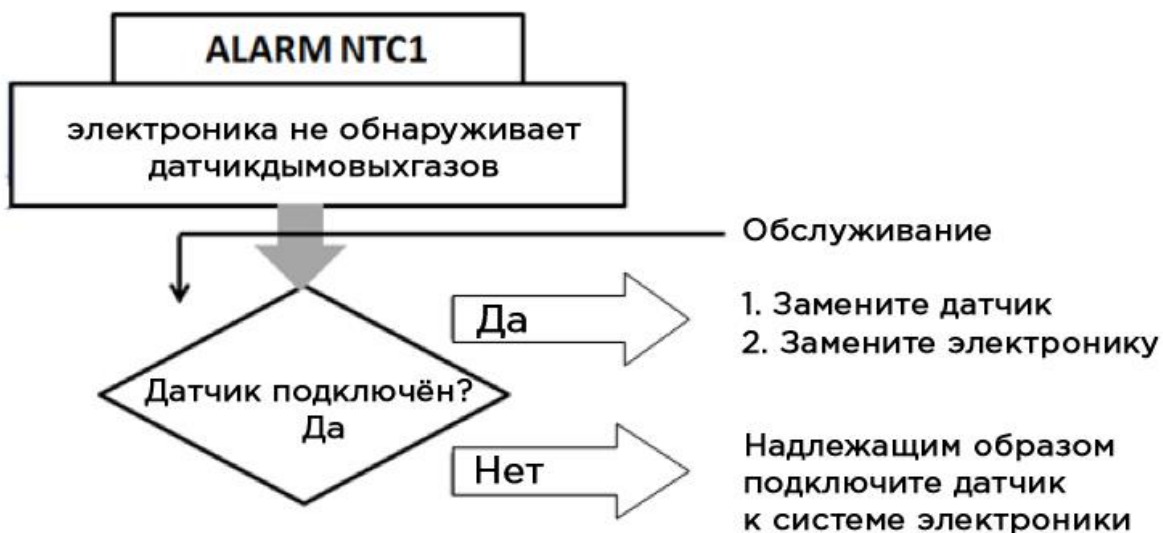 ALARM NTC1
электроника не обнаруживает
датчикдымовыхгазов
Обслуживание
Да
1. Замените датчик
2. Замените электронику
Датчик подключён?
Да
Нет
Надлежащим образом
подключите датчик
к системе электроники